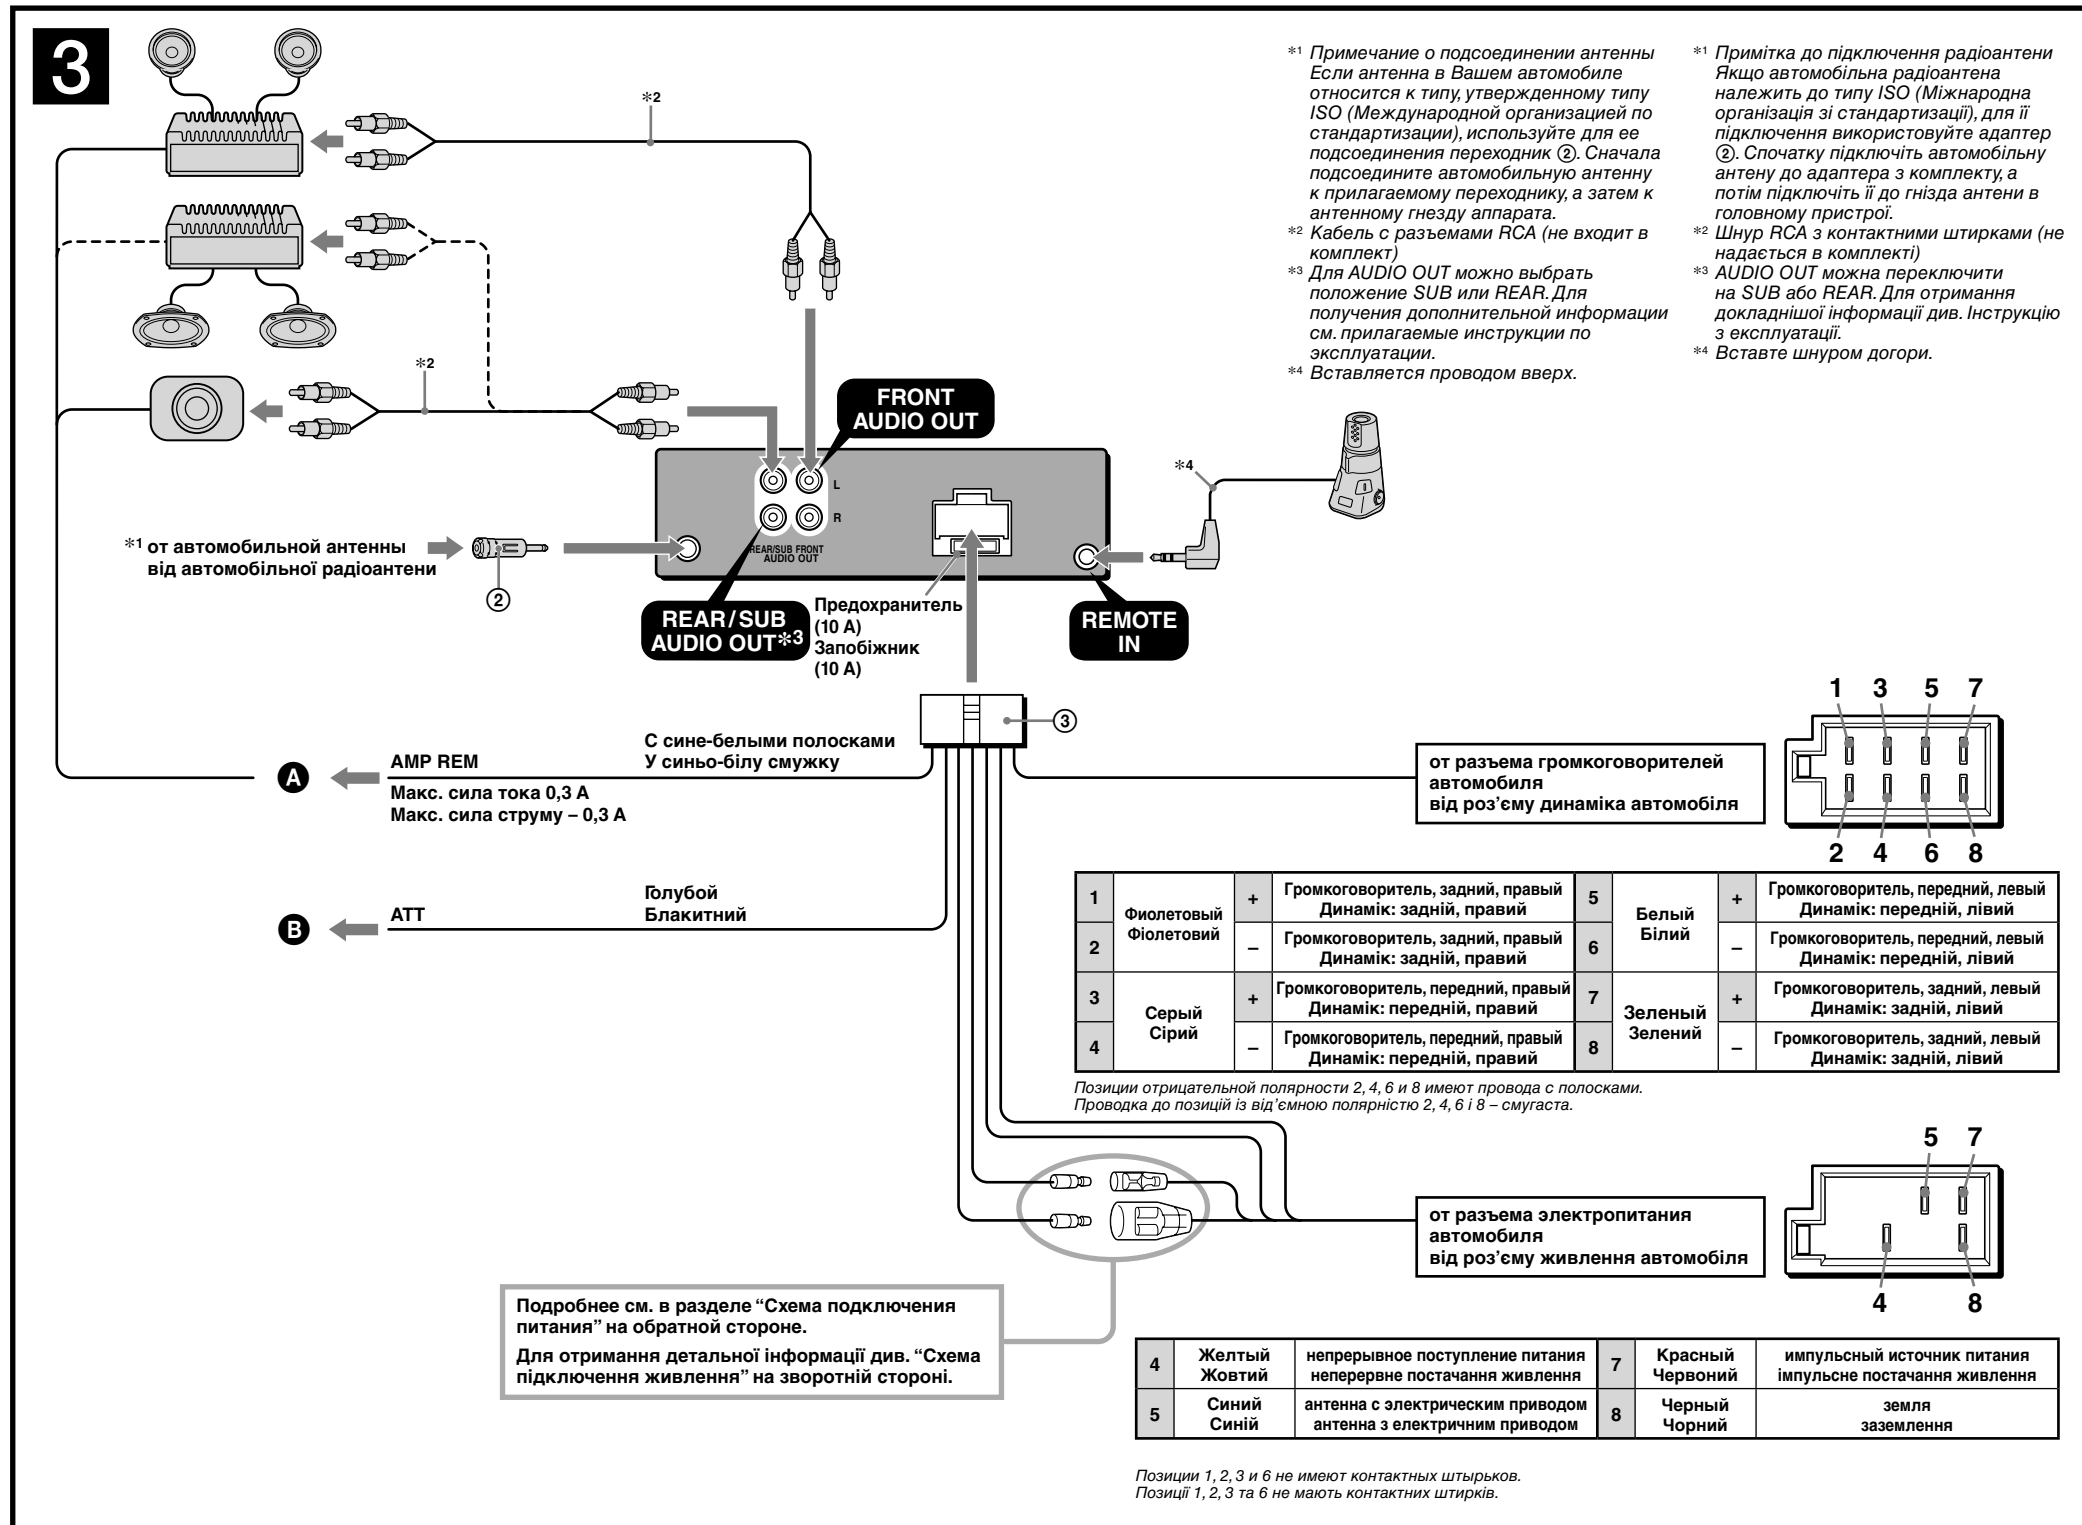 3
*1 Примечание о подсоединении антенны
Если антенна в Вашем автомобиле
относится к типу, утвержденному типу
ISO (Международной организацией по
стандартизации), используйте для ее
подсоединения переходник ②. Сначала
подсоедините автомобильную антенну
к прилагаемому переходнику, а затем к
антенному гнезду аппарата.
*2 Кабель с разъемами RCA (не входит в
комплект)
*3 Для AUDIO OUT можно выбрать
положение SUB или REAR. Для
получения дополнительной информации
см. прилагаемые инструкции по
эксплуатации.
*4 Вставляется проводом вверх.
*1 Примітка до підключення радіоантени
Якщо автомобільна радіоантена
належить до типу ISO (Міжнародна
організація зі стандартизації), для її
підключення використовуйте адаптер
②. Спочатку підключіть автомобільну
антену до адаптера з комплекту, а
потім підключіть її до гнізда антени в
головному пристрої.
*2 Шнур RCA з контактними штирками (не
надається в комплекті)
*3 AUDIO OUT можна переключити
на SUB або REAR. Для отримання
докладнішої інформації див. Інструкцію
з експлуатації.
*4 Вставте шнуром догори.
*2
*2
FRONT
AUDIO OUT
*4
L
R
REAR/SUB FRONT
AUDIO OUT
*1 от автомобильной антенны
від автомобільної радіоантени
②
REAR/SUB
AUDIO OUT*3
Предохранитель
(10 A)
Запобіжник
(10 A)
REMOTE
IN
③
A
AMP REM
С сине-белыми полосками
У синьо-білу смужку
Макс. сила тока 0,3 A
Макс. сила струму – 0,3 A
B
ATT
Голубой
Блакитний
от разъема громкоговорителей
автомобиля
від роз’єму динаміка автомобіля
1 3 5 7
2 4 6 8
1 Фиолетовый Фіолетовий + Громкоговоритель, задний, правый
Динамік: задній, правий
5 Белый Білий + Громкоговоритель, передний, левый
Динамік: передній, лівий
2 – Громкоговоритель, задний, правый
Динамік: задній, правий
6 – Громкоговоритель, передний, левый
Динамік: передній, лівий
3 Серый Сірий + Громкоговоритель, передний, правый
Динамік: передній, правий
7 Зеленый Зелений + Громкоговоритель, задний, левый
Динамік: задній, лівий
4 – Громкоговоритель, передний, правый
Динамік: передній, правий
8 – Громкоговоритель, задний, левый
Динамік: задній, лівий
Позиции отрицательной полярности 2, 4, 6 и 8 имеют провода с полосками.
Проводка до позицій із від’ємною полярністю 2, 4, 6 і 8 – смугаста.
от разъема электропитания
автомобиля
від роз’єму живлення автомобіля
5 7
4 8
Подробнее см. в разделе “Схема подключения
питания” на обратной стороне.
Для отримання детальної інформації див. “Схема
підключення живлення” на зворотній стороні.
4 Желтый Жовтий непрерывное поступление питания
неперервне постачання живлення
7 Красный Червоний импульсный источник питания
імпульсне постачання живлення
5 Синий Синій антенна с электрическим приводом
антенна з електричним приводом
8 Черный Чорний земля
заземлення
Позиции 1, 2, 3 и 6 не имеют контактных штырьков.
Позиції 1, 2, 3 та 6 не мають контактних штирків.